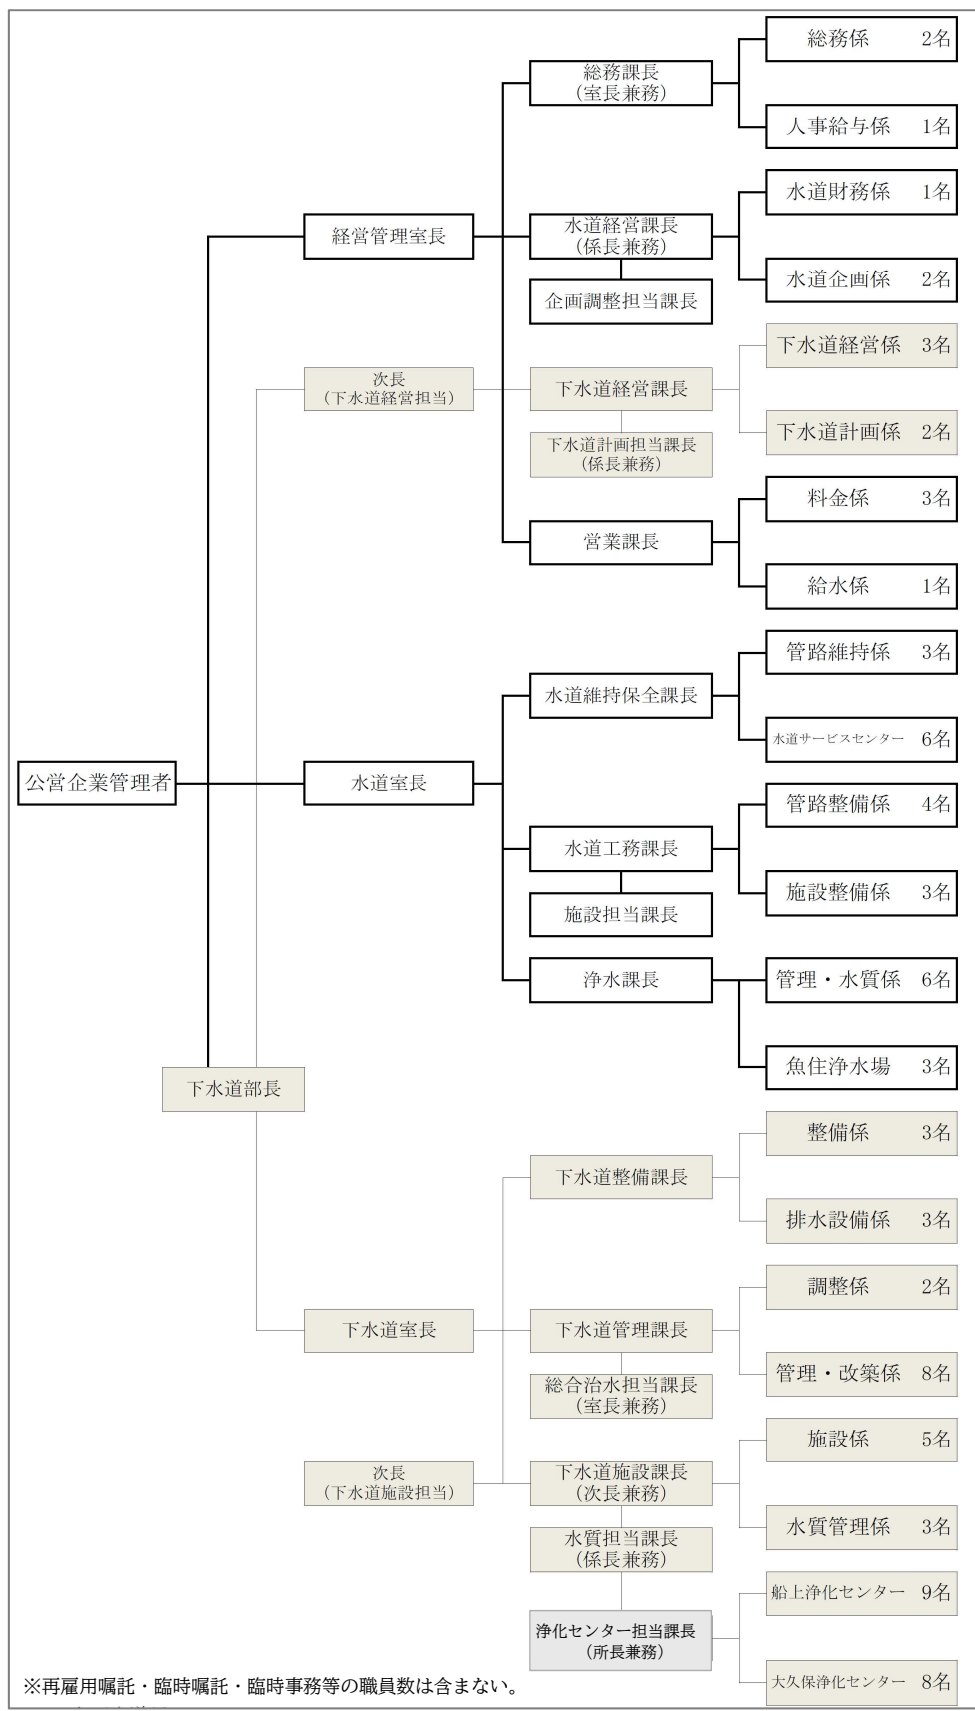 総務係 2名
総務課長
(室長兼務)
人事給与係 1名
水道財務係 1名
経営管理室長
水道経営課長
(係長兼務)
水道企画係 2名
企画調整担当課長
下水道経営係 3名
次長
(下水道経営担当)
下水道経営課長
下水道計画係 2名
下水道計画担当課長
(係長兼務)
料金係 3名
営業課長
給水係 1名
管路維持係 3名
水道維持保全課長
水道サービスセンター 6名
公営企業管理者
水道室長
管路整備係 4名
水道工務課長
施設整備係 3名
施設担当課長
浄水課長
管理・水質係 6名
魚住浄水場 3名
下水道部長
整備係 3名
下水道整備課長
排水設備係 3名
調整係 2名
下水道室長
下水道管理課長
管理・改築係 8名
総合治水担当課長
(室長兼務)
施設係 5名
次長
(下水道施設担当)
下水道施設課長
(次長兼務)
水質管理係 3名
水質担当課長
(係長兼務)
船上浄化センター 9名
浄化センター担当課長
(所長兼務)
大久保浄化センター 8名
※再雇用嘱託・臨時嘱託・臨時事務等の職員数は含まない。